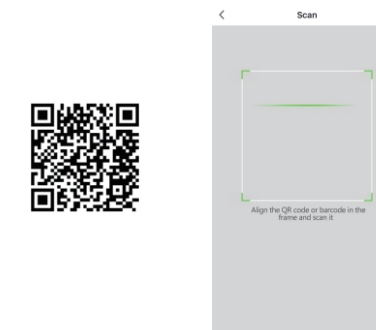 Scan
Align the QR code or barcode in the
frame and scan it